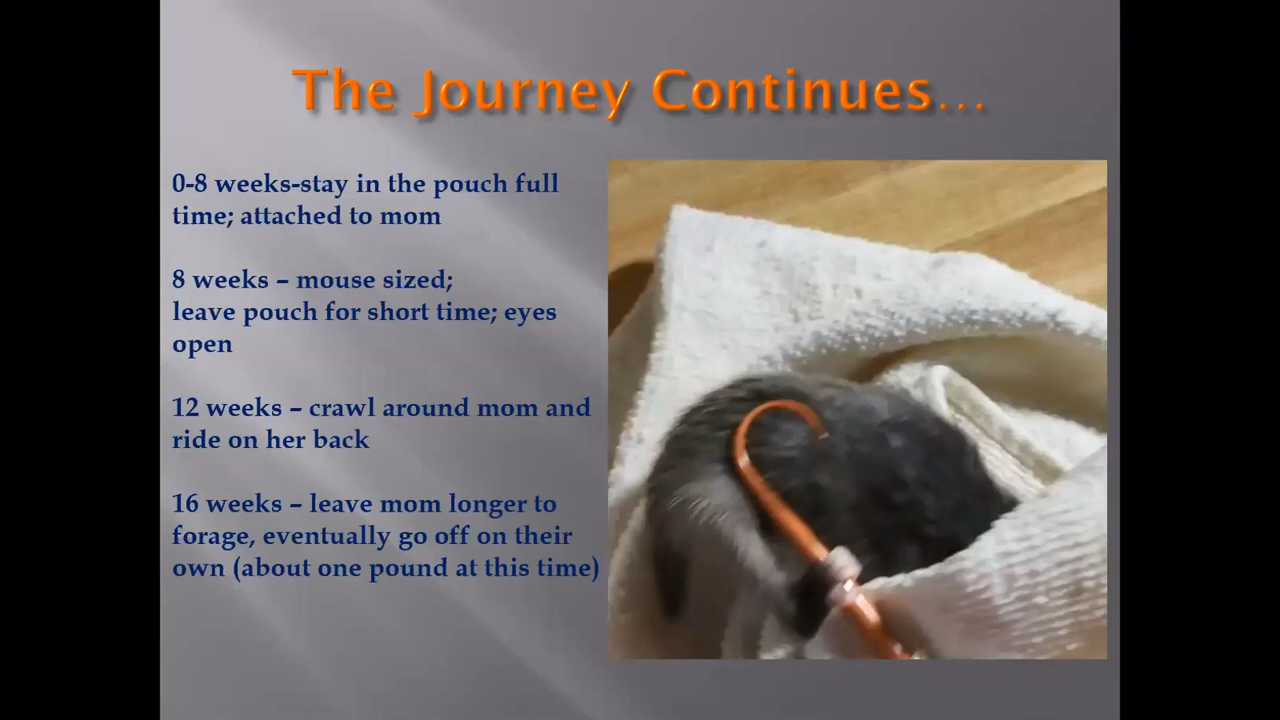 The Journey Continues...
0-8 weeks-stay in the pouch full
time; attached to mom
8 weeks – mouse sized;
leave pouch for short time; eyes
open
12 weeks – crawl around mom and
ride on her back
16 weeks – leave mom longer to
forage, eventually go off on their
own (about one pound at this time)